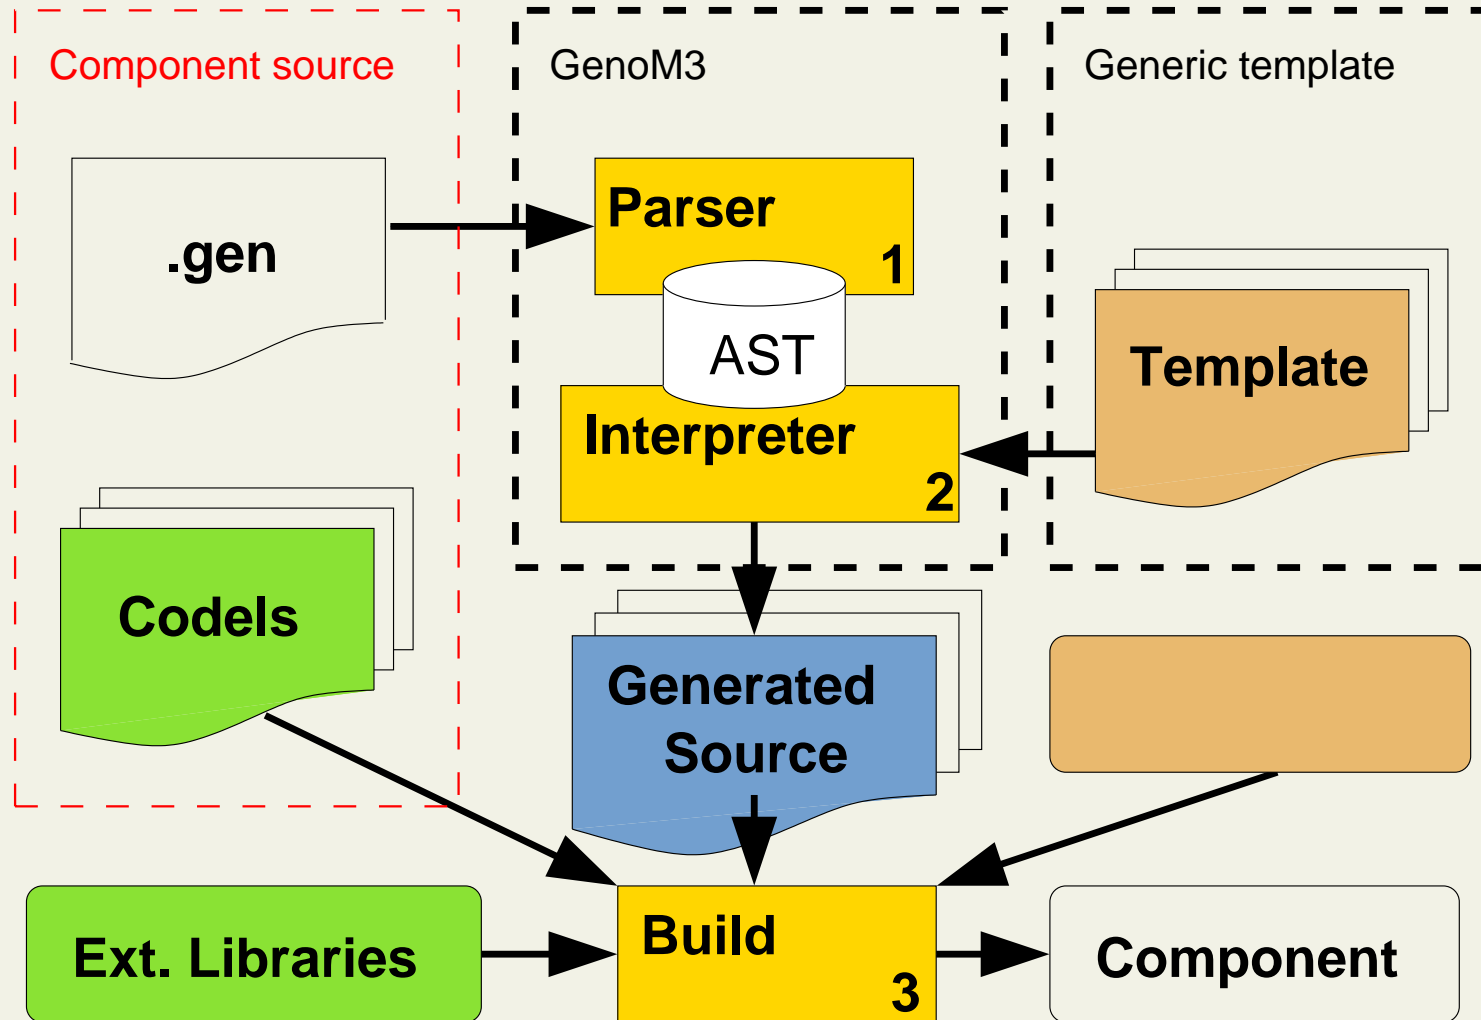 Component source
GenoM3
Generic template
.gen
Parser
1
AST
Template
Interpreter
2
Codels
Generated
Source
Ext. Libraries
Build
3
Component